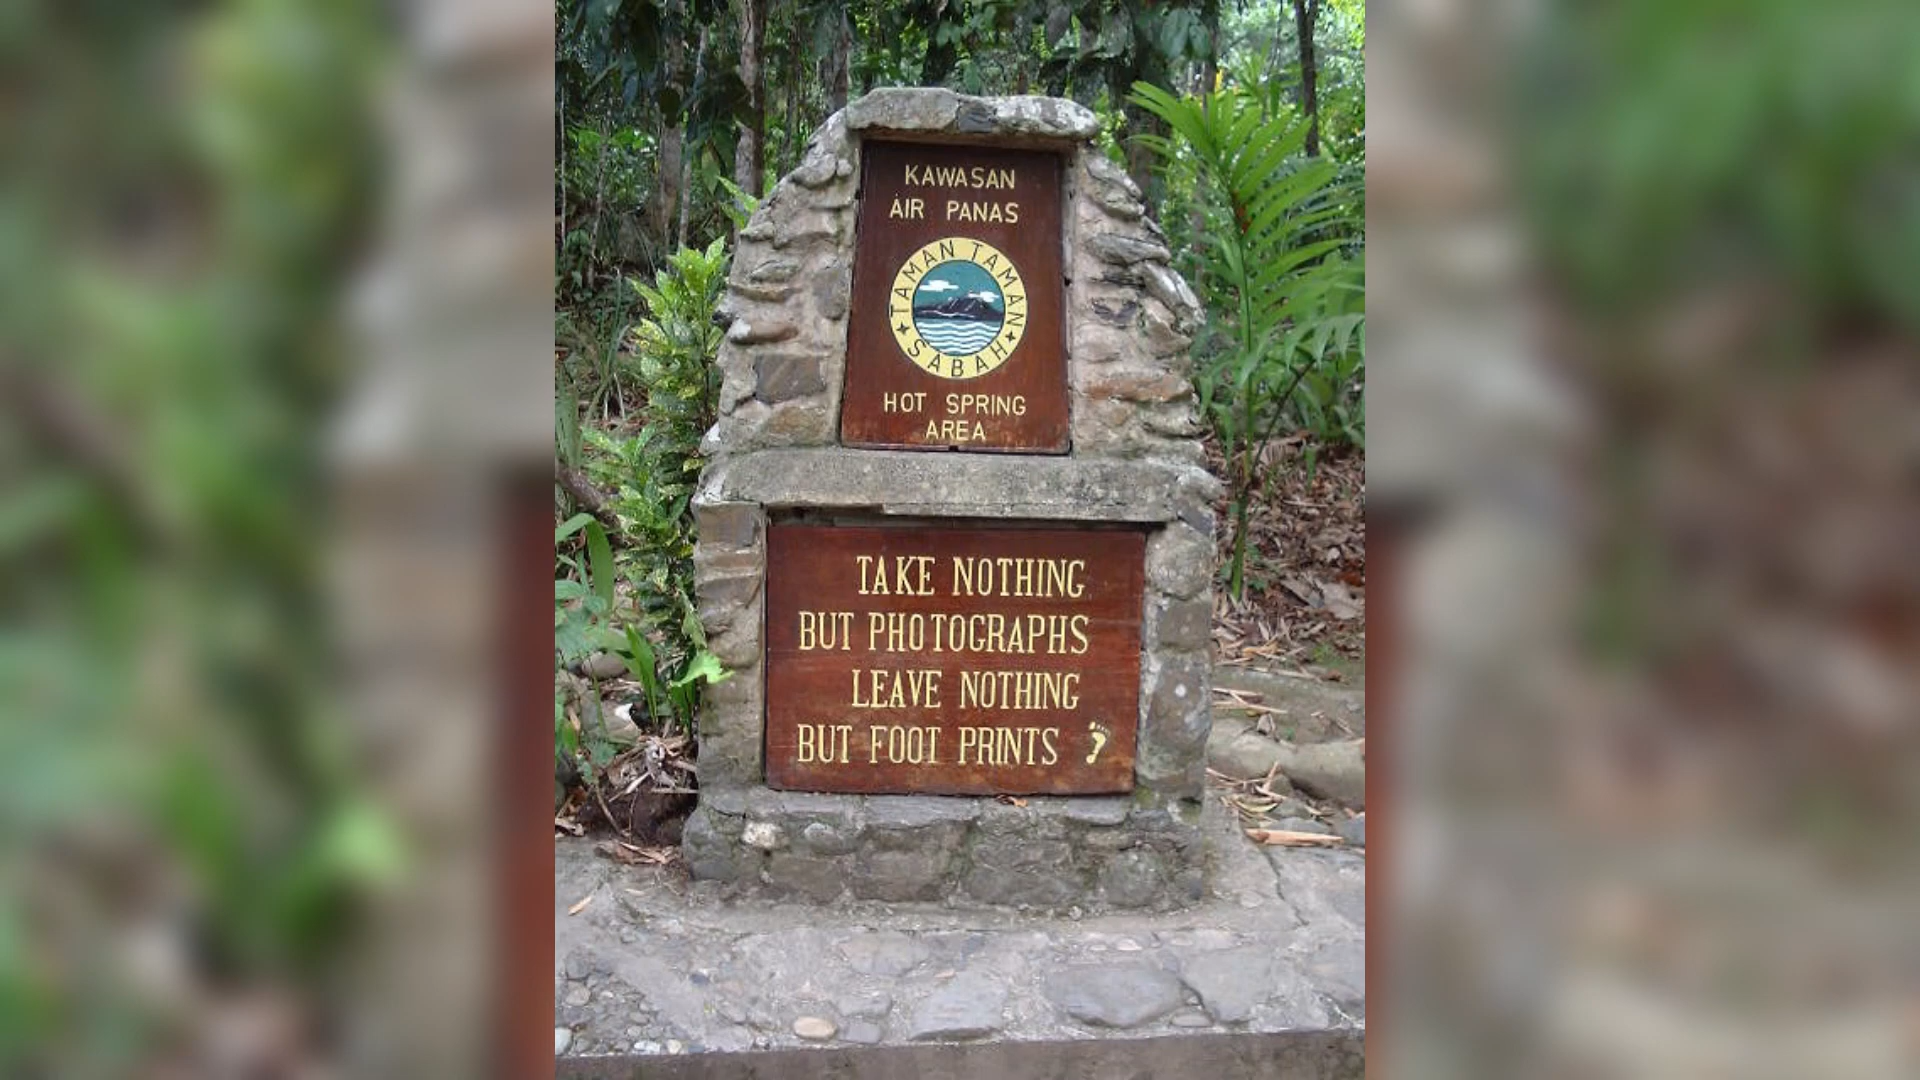 KAWASAN
AIR PANAS
TAMAN TAMAN
SABAH
HOT SPRING
AREA
TAKE NOTHING
BUT PHOTOGRAPHS
LEAVE NOTHING
BUT FOOT PRINTS